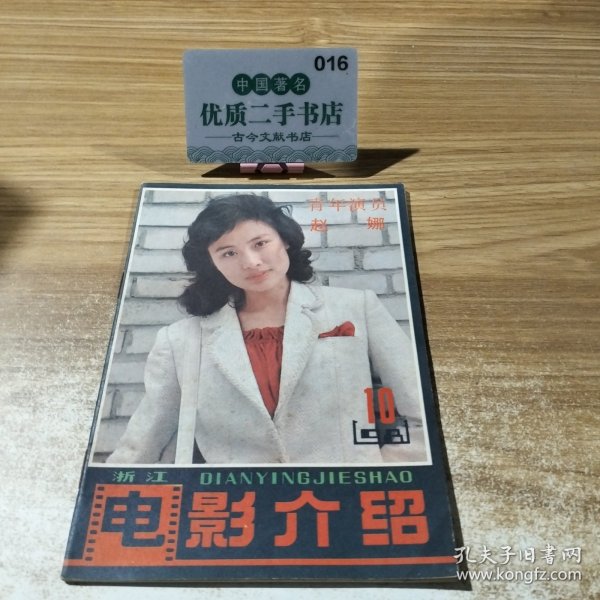 016
中国著名
优质二手书店
古今文献书店
青年演员
赵娜
10
浙江 DIANYINGJIESHAO
电影介绍
孔夫子旧书网
www.kongfz.com